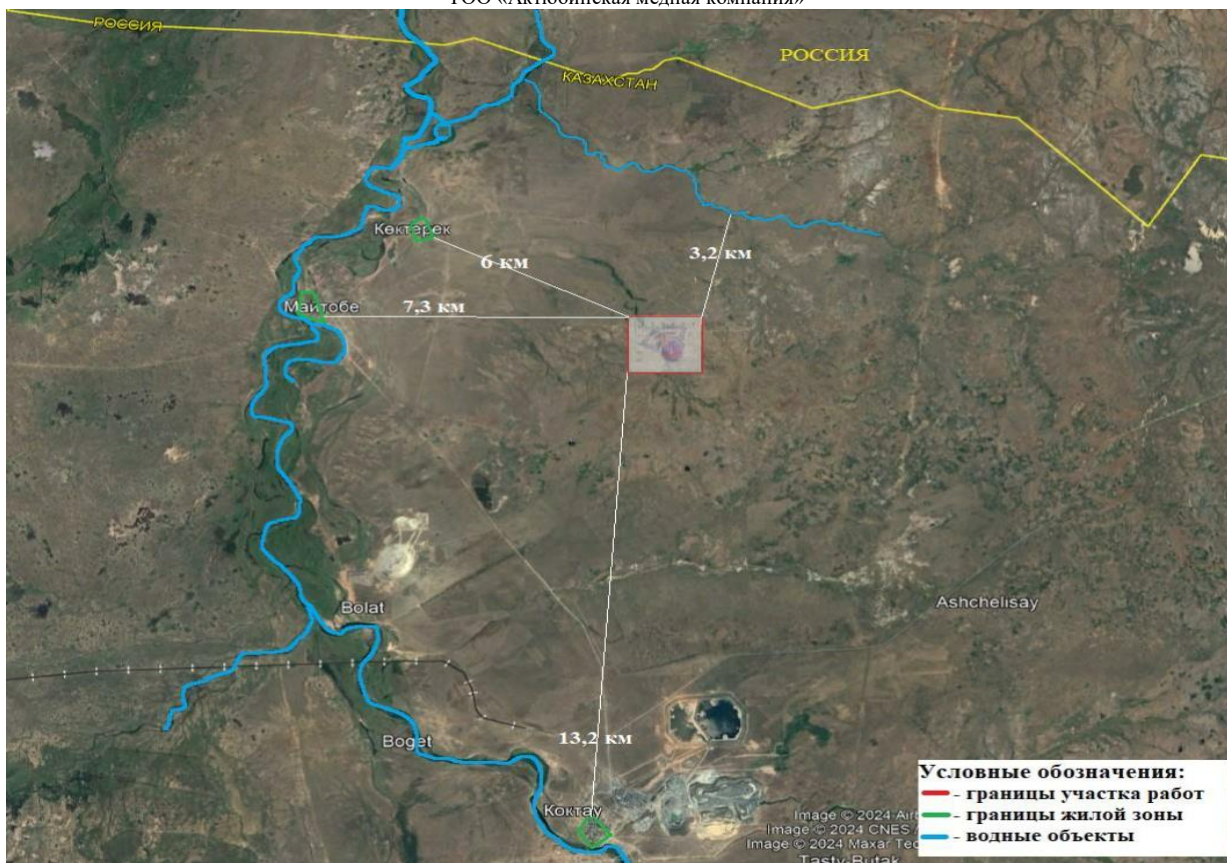 ТОО «Актюбинская медная компания»
РОССИЯ
РОССИЯ
КАЗАХСТАН
Көктерек
6 км
3,2 км
Майтобе
7,3 км
Bolat
Ashchelisay
Boget
13,2 км
Коктау
Условные обозначения:
- границы участка работ
- границы жилой зоны
- водные объекты
Image © 2024 Air
Image © 2024 CNES /
Image © 2024 Maxar Tec
Tasty-Butak